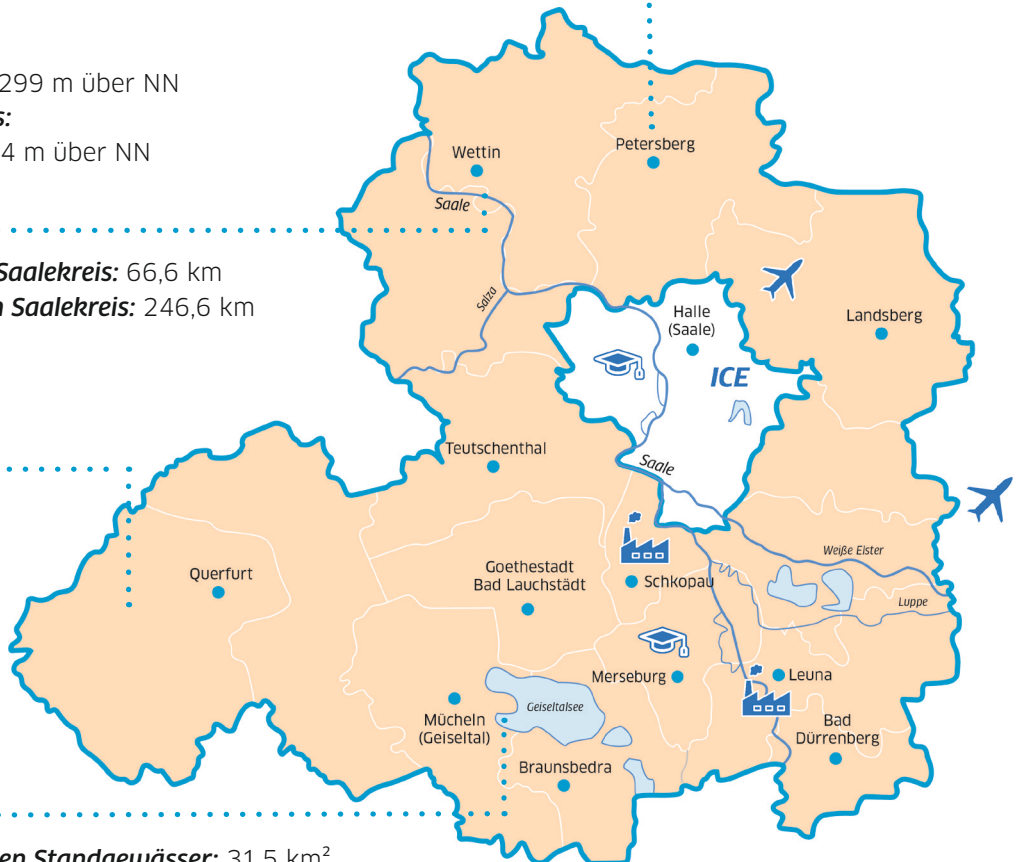 299 m über NN
s:
4 m über NN
Saalekreis: 66,6 km
Saalekreis: 246,6 km
Wettin
Petersberg
Saale
Salza
Halle
(Saale)
Landsberg
ICE
Teutschenthal
Saale
Querfurt
Goethestadt
Bad Lauchstädt
Schkopau
Weiße Elster
Luppe
Merseburg
Leuna
Geiseltalsee
Mücheln
(Geiseltal)
Bad
Dürrenberg
Braunsbedra
en Standgewässer: 31,5 km²